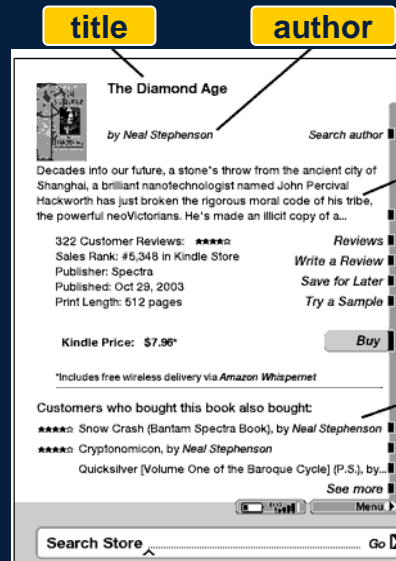 title author
The Diamond Age
by Neal Stephenson Search author
Decades into our future, a stone's throw from the ancient city of
Shanghai, a brilliant nanotechnologist named John Percival
Hackworth has just broken the rigorous moral code of his tribe,
the powerful neoVictorians. He's made an illicit copy of a...
322 Customer Reviews: ★★★★☆ Reviews
Sales Rank: #5,348 in Kindle Store Write a Review
Publisher: Spectra
Published: Oct 29, 2003 Save for Later
Print Length: 512 pages Try a Sample
Kindle Price: $7.96* Buy
*Includes free wireless delivery via Amazon Whispernet
Customers who bought this book also bought:
★★★★☆ Snow Crash (Bantam Spectra Book), by Neal Stephenson
★★★★☆ Cryptonomicon, by Neal Stephenson
Quicksilver [Volume One of the Baroque Cycle] (P.S.), by...
See more
Menu
Search Store Go